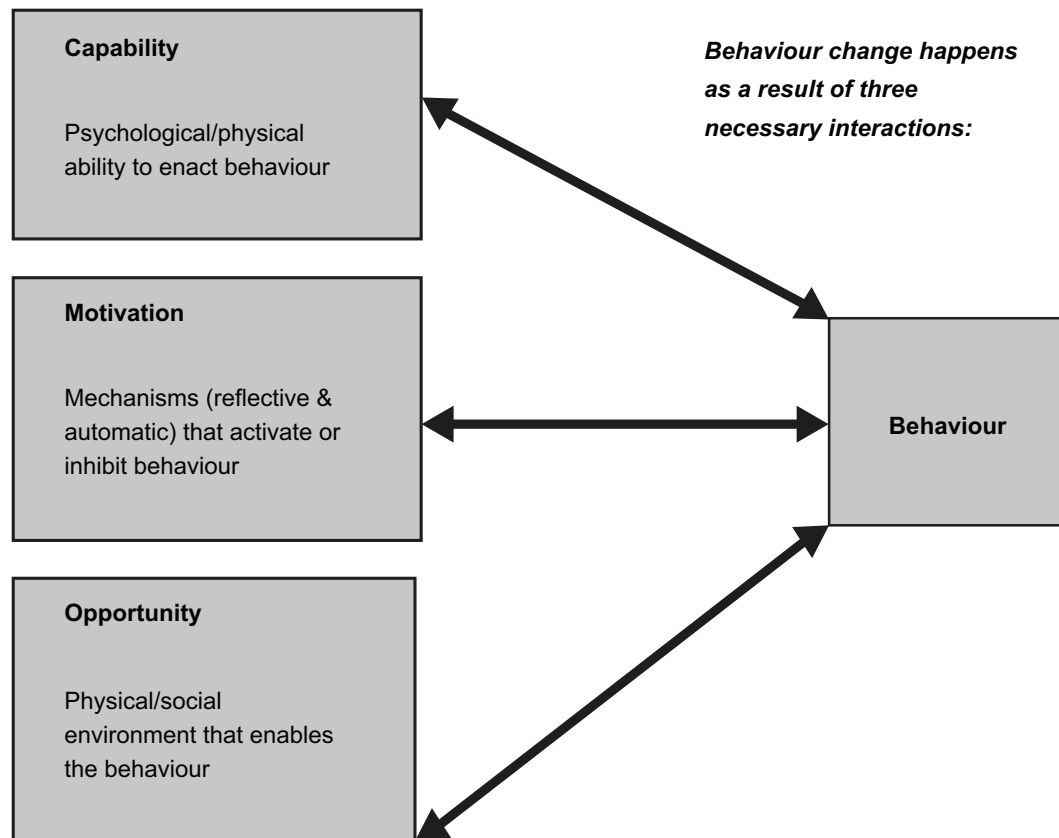 Capability
Psychological/physical
ability to enact behaviour
Behaviour change happens
as a result of three
necessary interactions:
Motivation
Mechanisms (reflective &
automatic) that activate or
inhibit behaviour
Behaviour
Opportunity
Physical/social
environment that enables
the behaviour